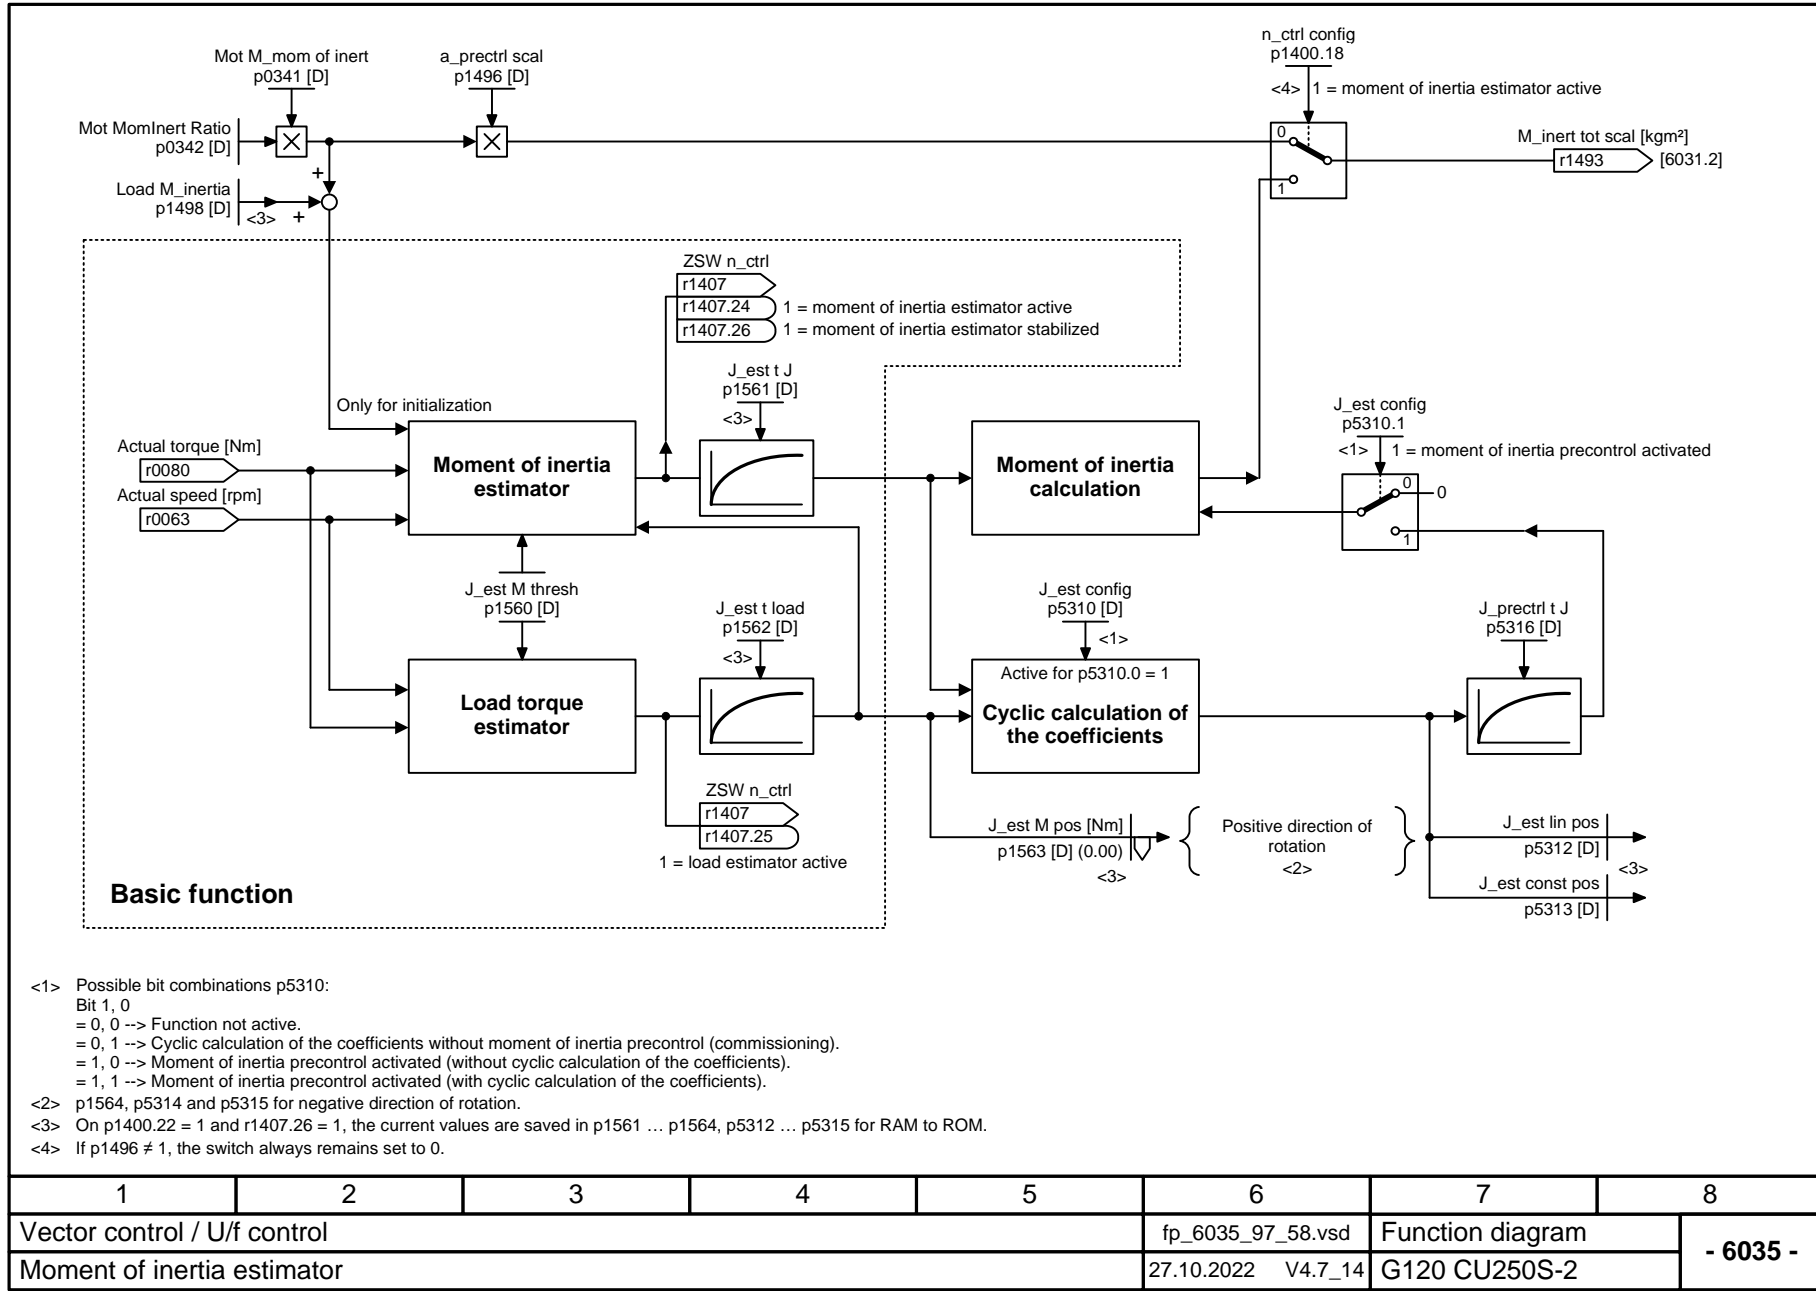 Mot M_mom of inert
p0341 [D]
a_prectrl scal
p1496 [D]
n_ctrl config
p1400.18
<4>
1 = moment of inertia estimator active
Mot MomInert Ratio
p0342 [D]
0
1
M_inert tot scal [kgm²]
r1493
[6031.2]
+
Load M_inertia
p1498 [D]
<3>
+
ZSW n_ctrl
r1407
r1407.24
1 = moment of inertia estimator active
r1407.26
1 = moment of inertia estimator stabilized
J_est t J
p1561 [D]
<3>
Only for initialization
J_est config
p5310.1
<1>
1 = moment of inertia precontrol activated
Actual torque [Nm]
r0080
Actual speed [rpm]
r0063
Moment of inertia
estimator
Moment of inertia
calculation
0
0
1
J_est M thresh
p1560 [D]
J_est t load
p1562 [D]
<3>
J_est config
p5310 [D]
<1>
J_prectrl t J
p5316 [D]
Load torque
estimator
Active for p5310.0 = 1
Cyclic calculation of
the coefficients
ZSW n_ctrl
r1407
r1407.25
1 = load estimator active
J_est M pos [Nm]
p1563 [D] (0.00)
<3>
Positive direction of
rotation
<2>
J_est lin pos
p5312 [D]
<3>
J_est const pos
p5313 [D]
Basic function
<1> Possible bit combinations p5310:
Bit 1, 0
= 0, 0 --> Function not active.
= 0, 1 --> Cyclic calculation of the coefficients without moment of inertia precontrol (commissioning).
= 1, 0 --> Moment of inertia precontrol activated (without cyclic calculation of the coefficients).
= 1, 1 --> Moment of inertia precontrol activated (with cyclic calculation of the coefficients).
<2> p1564, p5314 and p5315 for negative direction of rotation.
<3> On p1400.22 = 1 and r1407.26 = 1, the current values are saved in p1561 … p1564, p5312 … p5315 for RAM to ROM.
<4> If p1496 ≠ 1, the switch always remains set to 0.
1 2 3 4 5 6 7 8
Vector control / U/f control
fp_6035_97_58.vsd
Function diagram
- 6035 -
Moment of inertia estimator
27.10.2022 V4.7_14
G120 CU250S-2